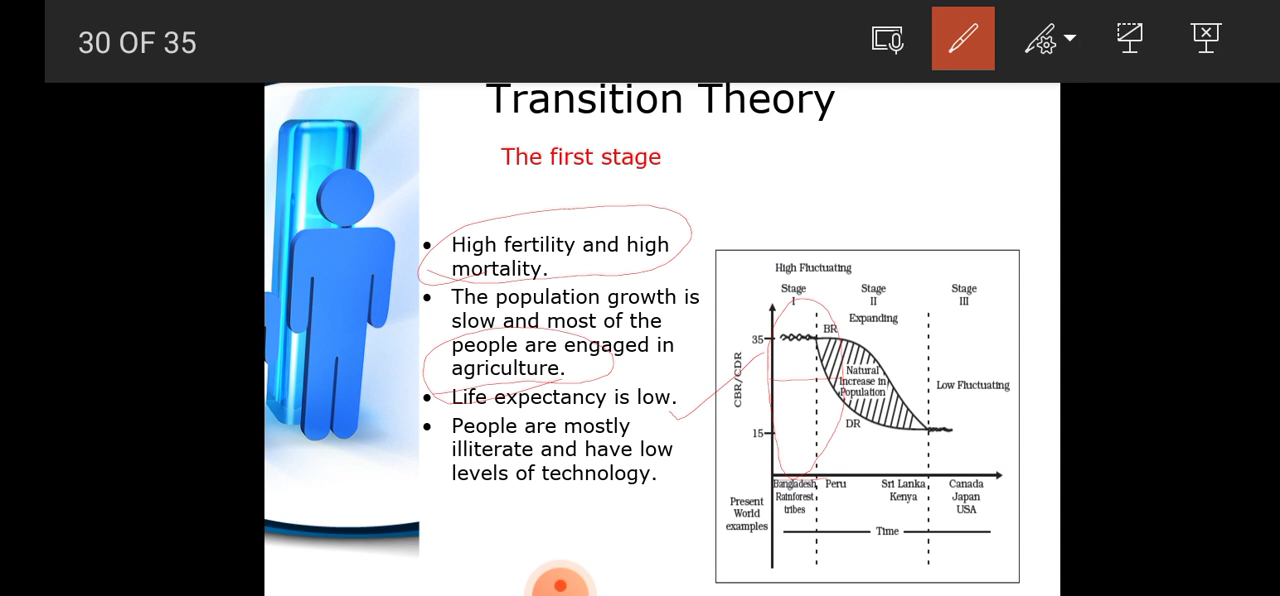 30 OF 35
Transition Theory
The first stage
• High fertility and high
mortality.
• The population growth is
slow and most of the
people are engaged in
agriculture.
• Life expectancy is low.
• People are mostly
illiterate and have low
levels of technology.
High Fluctuating
Stage
I
Stage
II
Stage
III
Expanding
BR
35
Natural
Increase in
Population
Low Fluctuating
CBR/CDR
DR
15
Bangladesh
Rainforest
tribes
Peru
Sri Lanka
Kenya
Canada
Japan
USA
Present
World
examples
Time